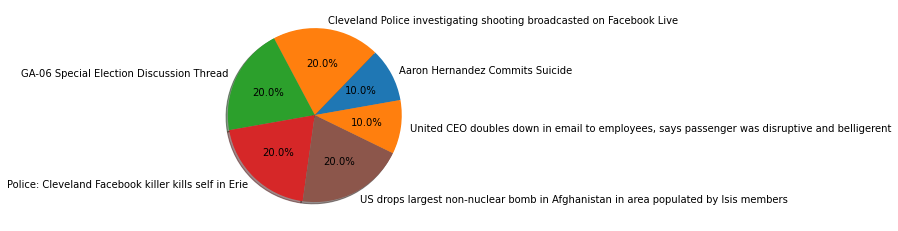 Cleveland Police investigating shooting broadcasted on Facebook Live
20.0%
GA-06 Special Election Discussion Thread
Aaron Hernandez Commits Suicide
20.0%
10.0%
10.0%
United CEO doubles down in email to employees, says passenger was disruptive and belligerent
20.0%
20.0%
Police: Cleveland Facebook killer kills self in Erie
US drops largest non-nuclear bomb in Afghanistan in area populated by Isis members